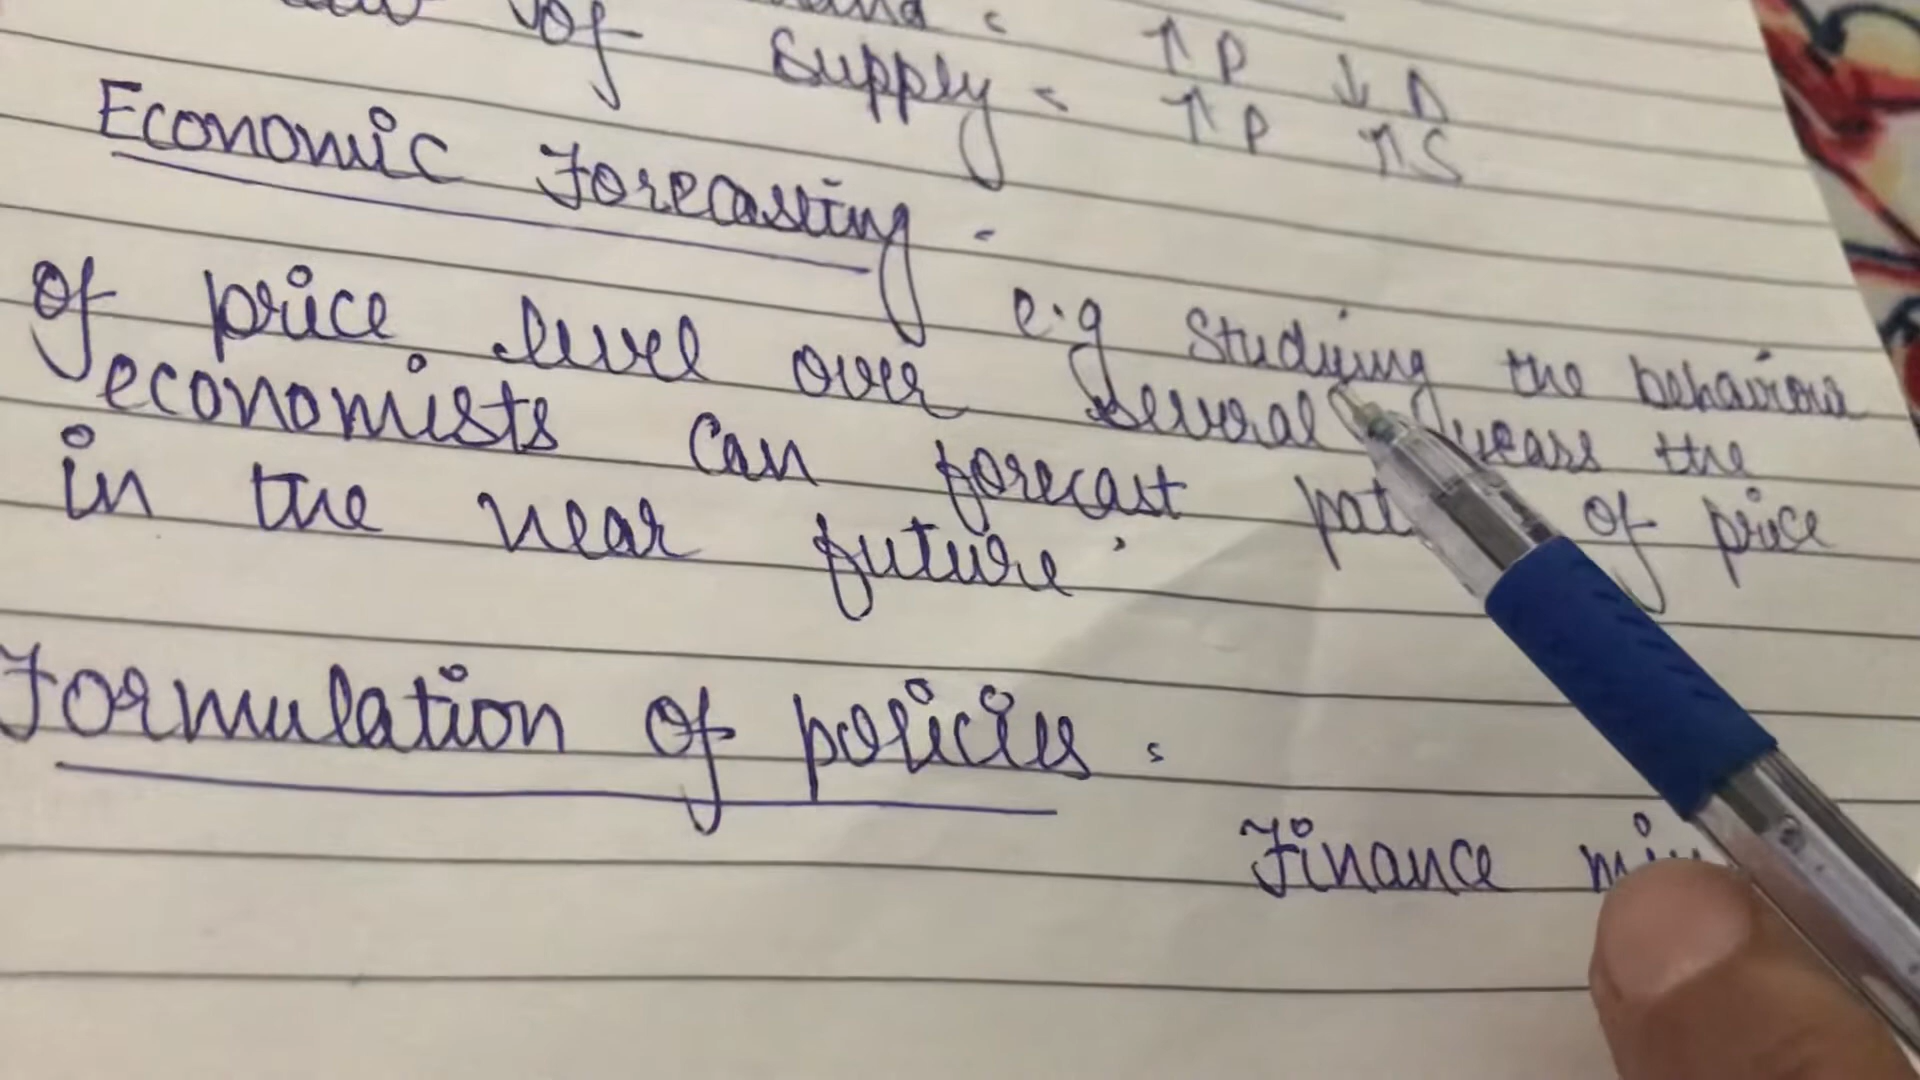 of
↑ P ↓ D
Supply = ↑ P ↑ S
Economic Forecasting -
e.g Studying the behaviour
of price level over several years the
economists can forecast of price
in the near future.
Formulation of policies :
Finance